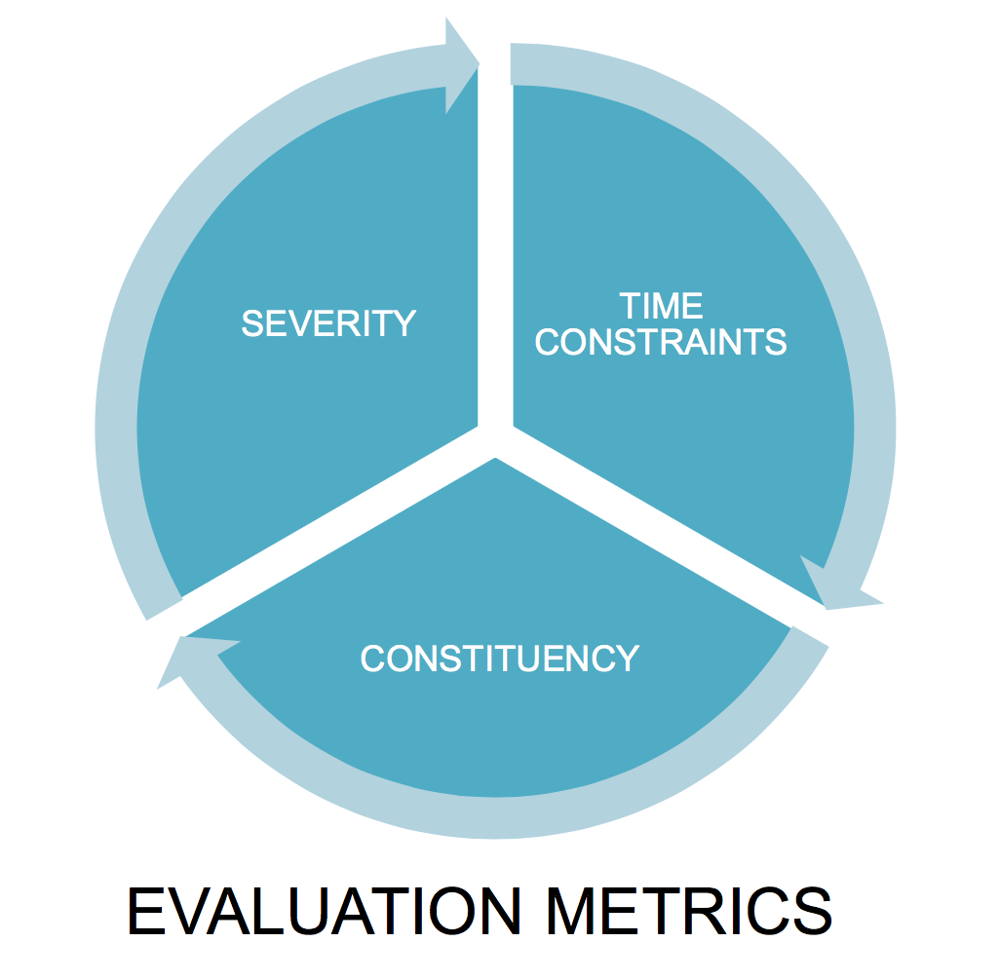 SEVERITY
TIME
CONSTRAINTS
CONSTITUENCY
EVALUATION METRICS